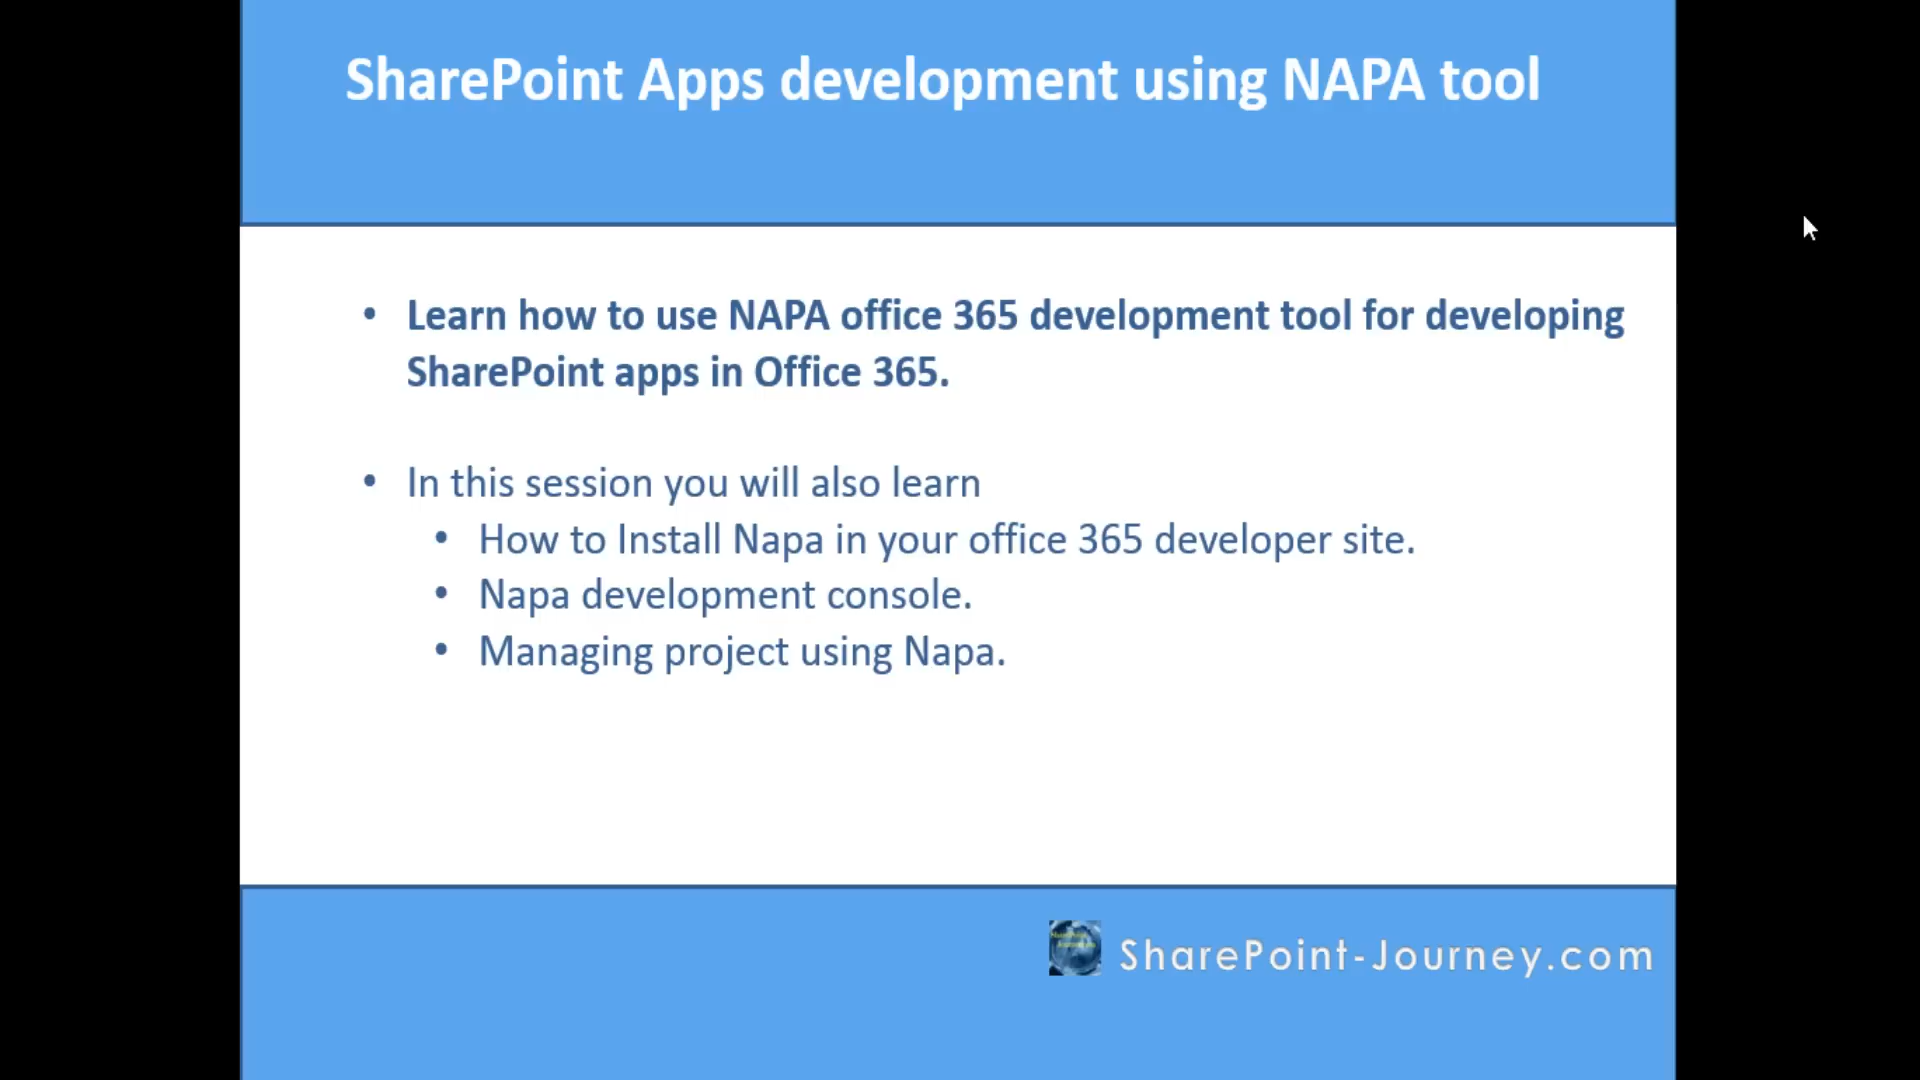 SharePoint Apps development using NAPA tool
• Learn how to use NAPA office 365 development tool for developing
SharePoint apps in Office 365.
• In this session you will also learn
• How to Install Napa in your office 365 developer site.
• Napa development console.
• Managing project using Napa.
SharePoint-Journey.com